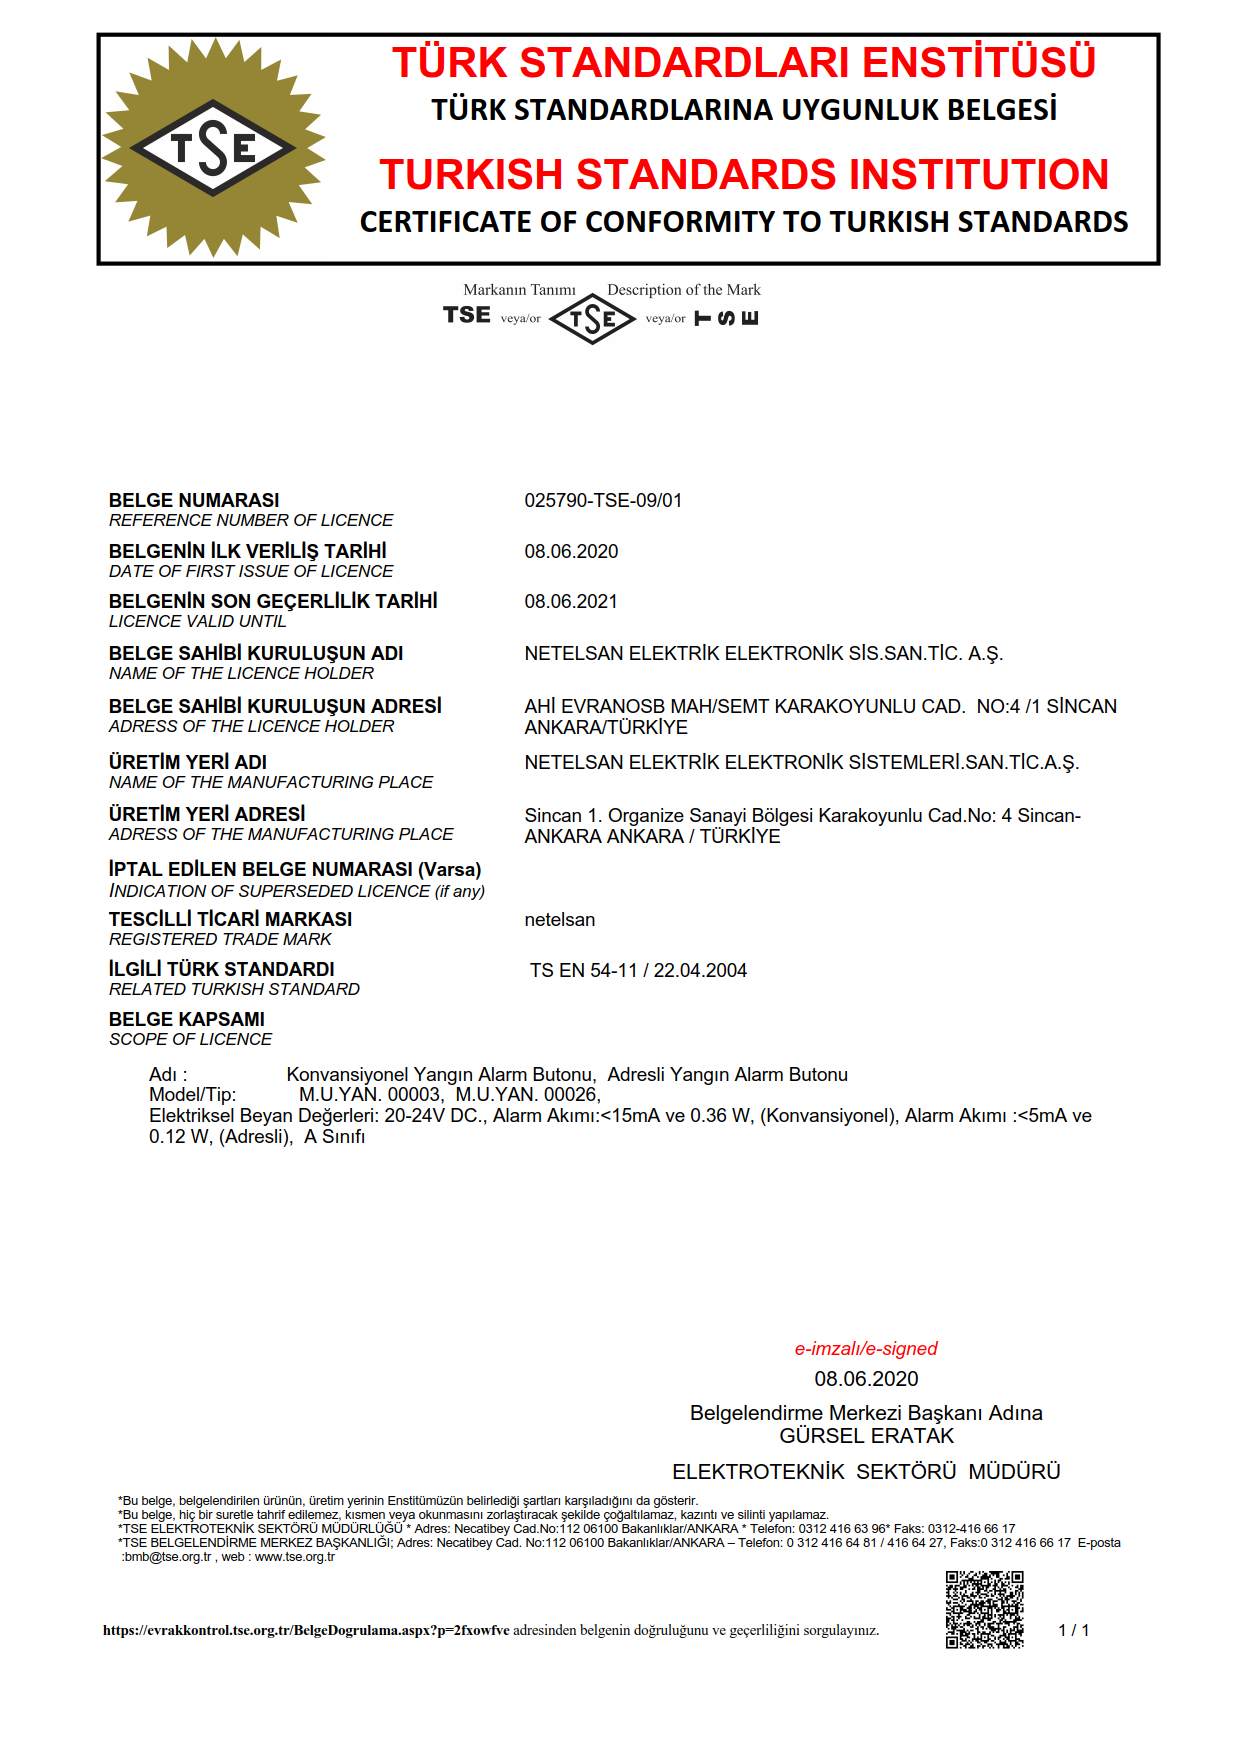 TSE
TÜRK STANDARDLARI ENSTİTÜSÜ
TÜRK STANDARDLARINA UYGUNLUK BELGESİ
TURKISH STANDARDS INSTITUTION
CERTIFICATE OF CONFORMITY TO TURKISH STANDARDS
Markanın Tanımı Description of the Mark
TSE veya/or TSE veya/or TSE
BELGE NUMARASI 025790-TSE-09/01
REFERENCE NUMBER OF LICENCE
BELGENİN İLK VERİLİŞ TARİHİ 08.06.2020
DATE OF FIRST ISSUE OF LICENCE
BELGENİN SON GEÇERLİLİK TARİHİ 08.06.2021
LICENCE VALID UNTIL
BELGE SAHİBİ KURULUŞUN ADI NETELSAN ELEKTRİK ELEKTRONİK SİS.SAN.TİC. A.Ş.
NAME OF THE LICENCE HOLDER
BELGE SAHİBİ KURULUŞUN ADRESİ AHİ EVRANOSB MAH/SEMT KARAKOYUNLU CAD. NO:4 /1 SİNCAN
ADRESS OF THE LICENCE HOLDER ANKARA/TÜRKİYE
ÜRETİM YERİ ADI NETELSAN ELEKTRİK ELEKTRONİK SİSTEMLERİ.SAN.TİC.A.Ş.
NAME OF THE MANUFACTURING PLACE
ÜRETİM YERİ ADRESİ Sincan 1. Organize Sanayi Bölgesi Karakoyunlu Cad.No: 4 Sincan-
ADRESS OF THE MANUFACTURING PLACE ANKARA ANKARA / TÜRKİYE
İPTAL EDİLEN BELGE NUMARASI (Varsa)
INDICATION OF SUPERSEDED LICENCE (if any)
TESCİLLİ TİCARİ MARKASI netelsan
REGISTERED TRADE MARK
İLGİLİ TÜRK STANDARDI TS EN 54-11 / 22.04.2004
RELATED TURKISH STANDARD
BELGE KAPSAMI
SCOPE OF LICENCE
Adı : Konvansiyonel Yangın Alarm Butonu, Adresli Yangın Alarm Butonu
Model/Tip: M.U.YAN. 00003, M.U.YAN. 00026,
Elektriksel Beyan Değerleri: 20-24V DC., Alarm Akımı:<15mA ve 0.36 W, (Konvansiyonel), Alarm Akımı :<5mA ve
0.12 W, (Adresli), A Sınıfı
e-imzalı/e-signed
08.06.2020
Belgelendirme Merkezi Başkanı Adına
GÜRSEL ERATAK
ELEKTROTEKNİK SEKTÖRÜ MÜDÜRÜ
*Bu belge, belgelendirilen ürünün, üretim yerinin Enstitümüzün belirlediği şartları karşıladığını da gösterir.
*Bu belge, hiç bir suretle tahrif edilemez, kısmen veya okunmasını zorlaştıracak şekilde çoğaltılamaz, kazıntı ve silinti yapılamaz.
*TSE ELEKTROTEKNİK SEKTÖRÜ MÜDÜRLÜĞÜ * Adres: Necatibey Cad.No:112 06100 Bakanlıklar/ANKARA * Telefon: 0312 416 63 96* Faks: 0312-416 66 17
*TSE BELGELENDİRME MERKEZ BAŞKANLIĞI; Adres: Necatibey Cad. No:112 06100 Bakanlıklar/ANKARA – Telefon: 0 312 416 64 81 / 416 64 27, Faks:0 312 416 66 17 E-posta
:bmb@tse.org.tr , web : www.tse.org.tr
https://evrakkontrol.tse.org.tr/BelgeDogrulama.aspx?p=2fxowfve adresinden belgenin doğruluğunu ve geçerliliğini sorgulayınız.
1 / 1